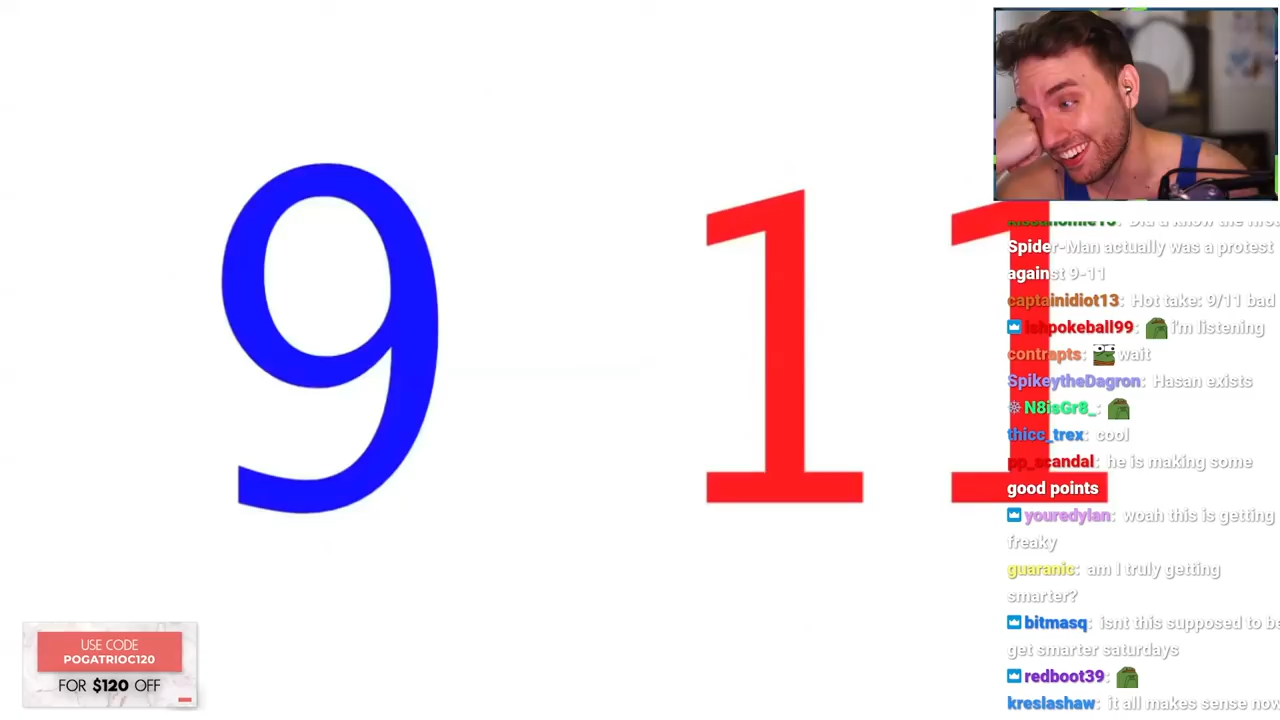 9 11
Spider-Man actually was a protest
against 9-11
captainidiot13: Hot take: 9/11 bad
ishpokeball99: i'm listening
contrapts: wait
SpikeytheDagron: Hasan exists
N8isGr8_:
thicc_trex: cool
pp_scandal: he is making some
good points
youredylan: woah this is getting
freaky
guaranic: am I truly getting
smarter?
bitmasq: isnt this supposed to be
get smarter saturdays
redboot39:
kreslashaw: it all makes sense now
USE CODE
POGATRIOC120
FOR $120 OFF